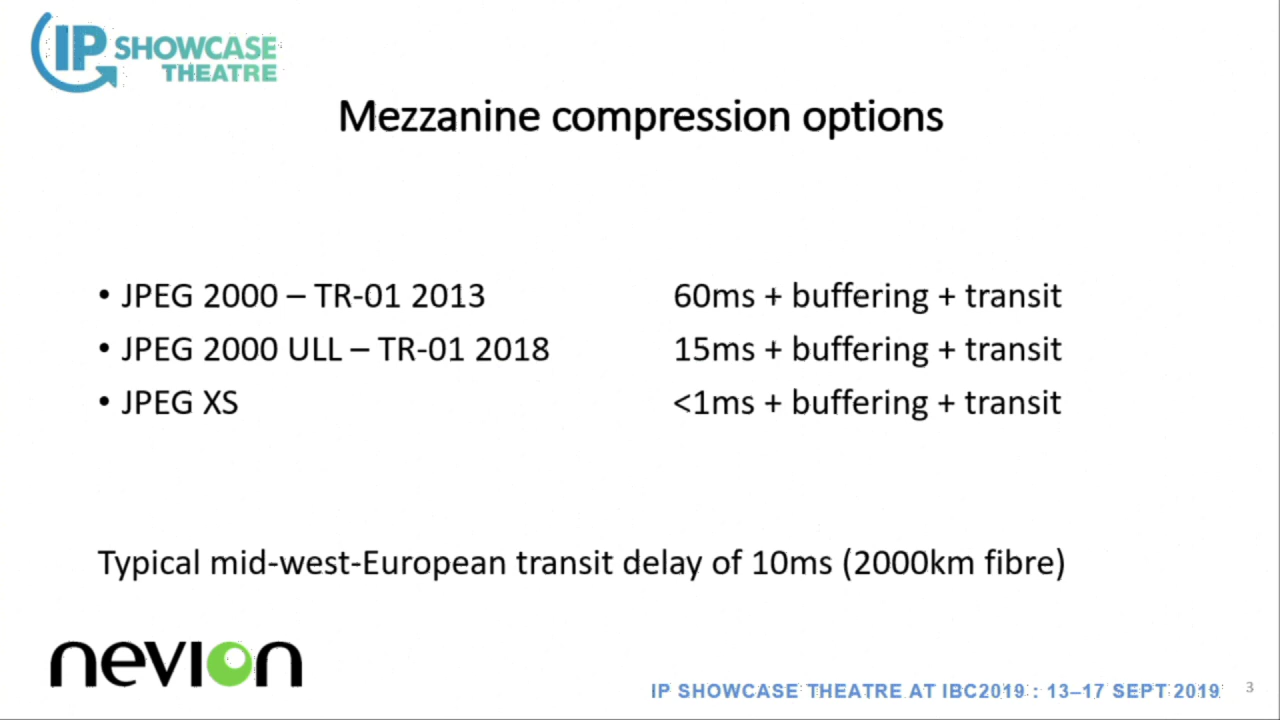 IP SHOWCASE
THEATRE
Mezzanine compression options
• JPEG 2000 – TR-01 2013 60ms + buffering + transit
• JPEG 2000 ULL – TR-01 2018 15ms + buffering + transit
• JPEG XS <1ms + buffering + transit
Typical mid-west-European transit delay of 10ms (2000km fibre)
nevion
IP SHOWCASE THEATRE AT IBC2019 : 13–17 SEPT 2019 3